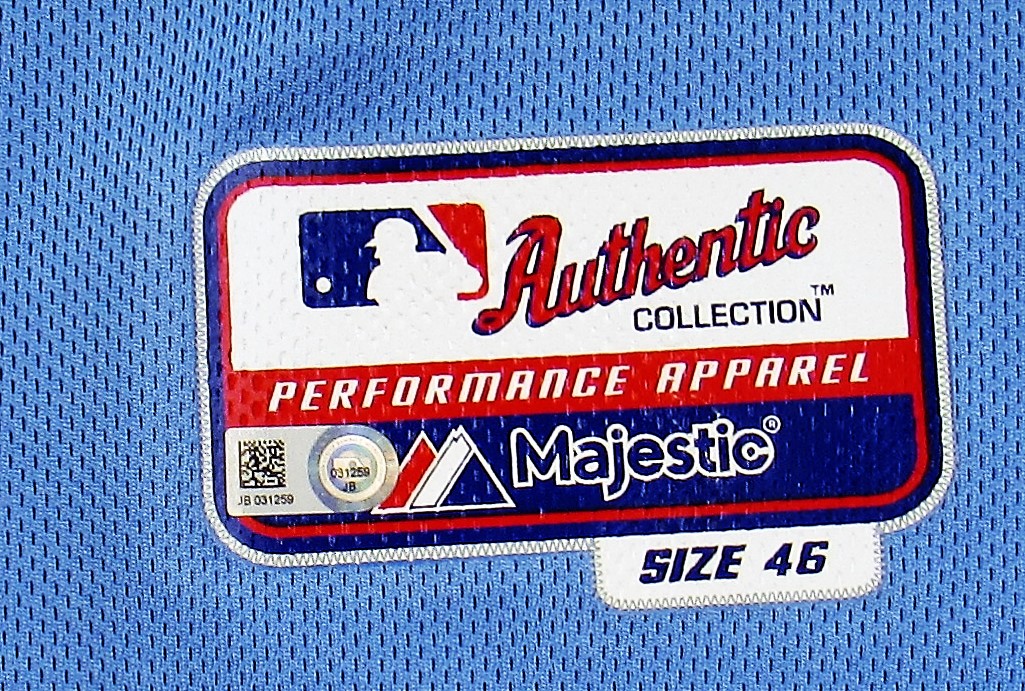 Authentic
COLLECTION™
PERFORMANCE APPAREL
Majestic®
JB 031259
031259
JB
SIZE 46